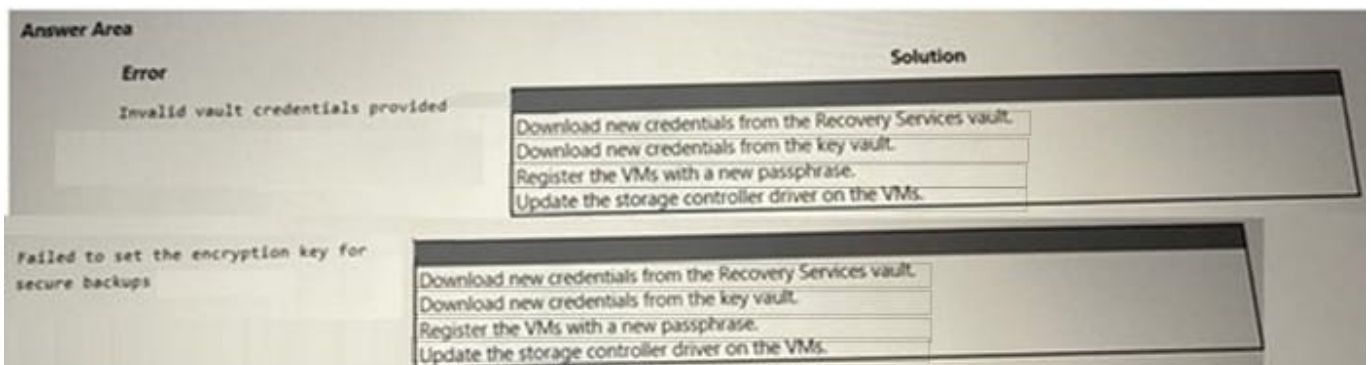 Answer Area
Error
Solution
Invalid vault credentials provided
Download new credentials from the Recovery Services vault.
Download new credentials from the key vault.
Register the VMs with a new passphrase.
Update the storage controller driver on the VMs.
Failed to set the encryption key for
secure backups
Download new credentials from the Recovery Services vault.
Download new credentials from the key vault.
Register the VMs with a new passphrase.
Update the storage controller driver on the VMs.